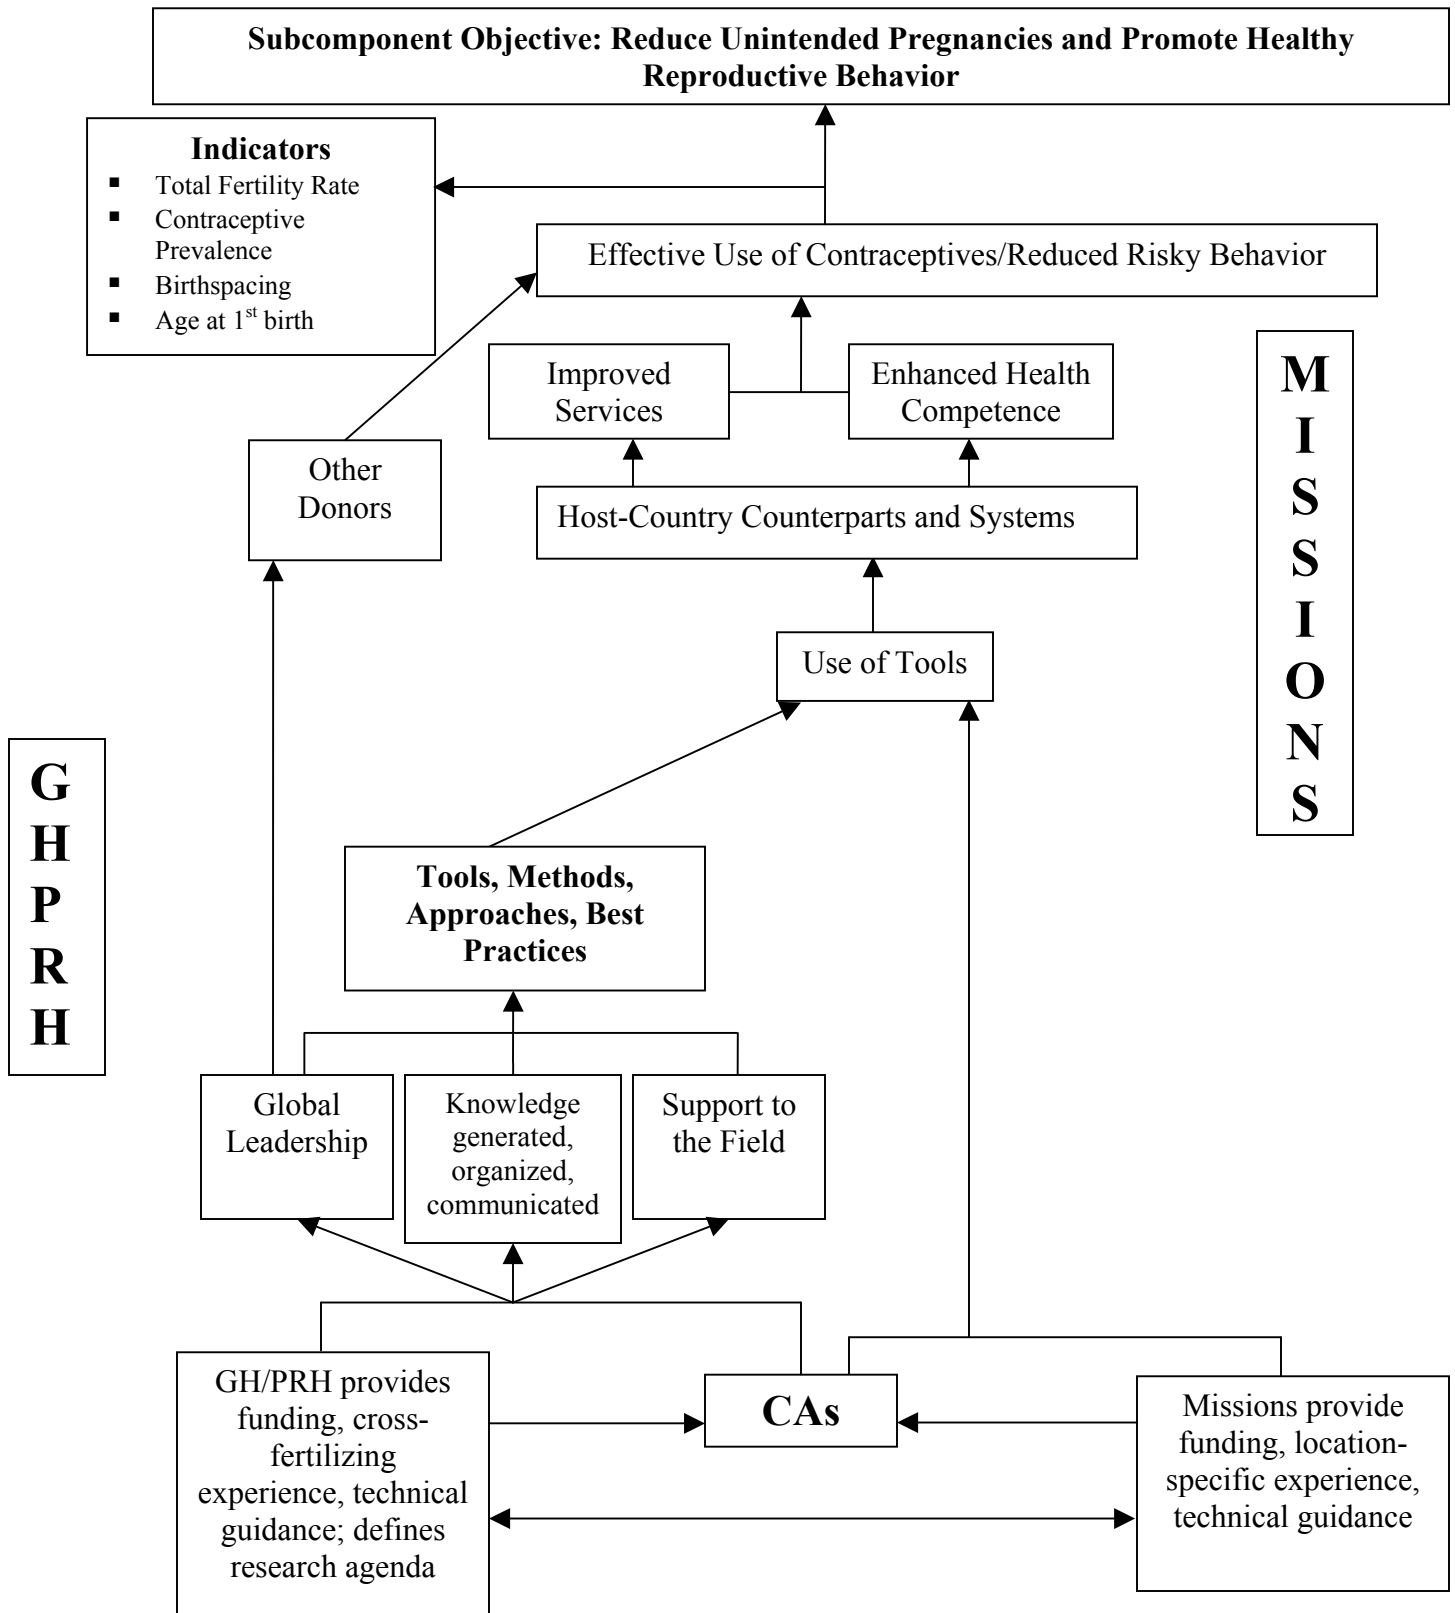 Subcomponent Objective: Reduce Unintended Pregnancies and Promote Healthy
Reproductive Behavior
Indicators
▪ Total Fertility Rate
▪ Contraceptive
Prevalence
▪ Birthspacing
▪ Age at 1st birth
Effective Use of Contraceptives/Reduced Risky Behavior
Improved
Services
Enhanced Health
Competence
Other
Donors
Host-Country Counterparts and Systems
Use of Tools
M
I
S
S
I
O
N
S
G
H
P
R
H
Tools, Methods,
Approaches, Best
Practices
Global
Leadership
Knowledge
generated,
organized,
communicated
Support to
the Field
GH/PRH provides
funding, cross-
fertilizing
experience, technical
guidance; defines
research agenda
CAs
Missions provide
funding, location-
specific experience,
technical guidance